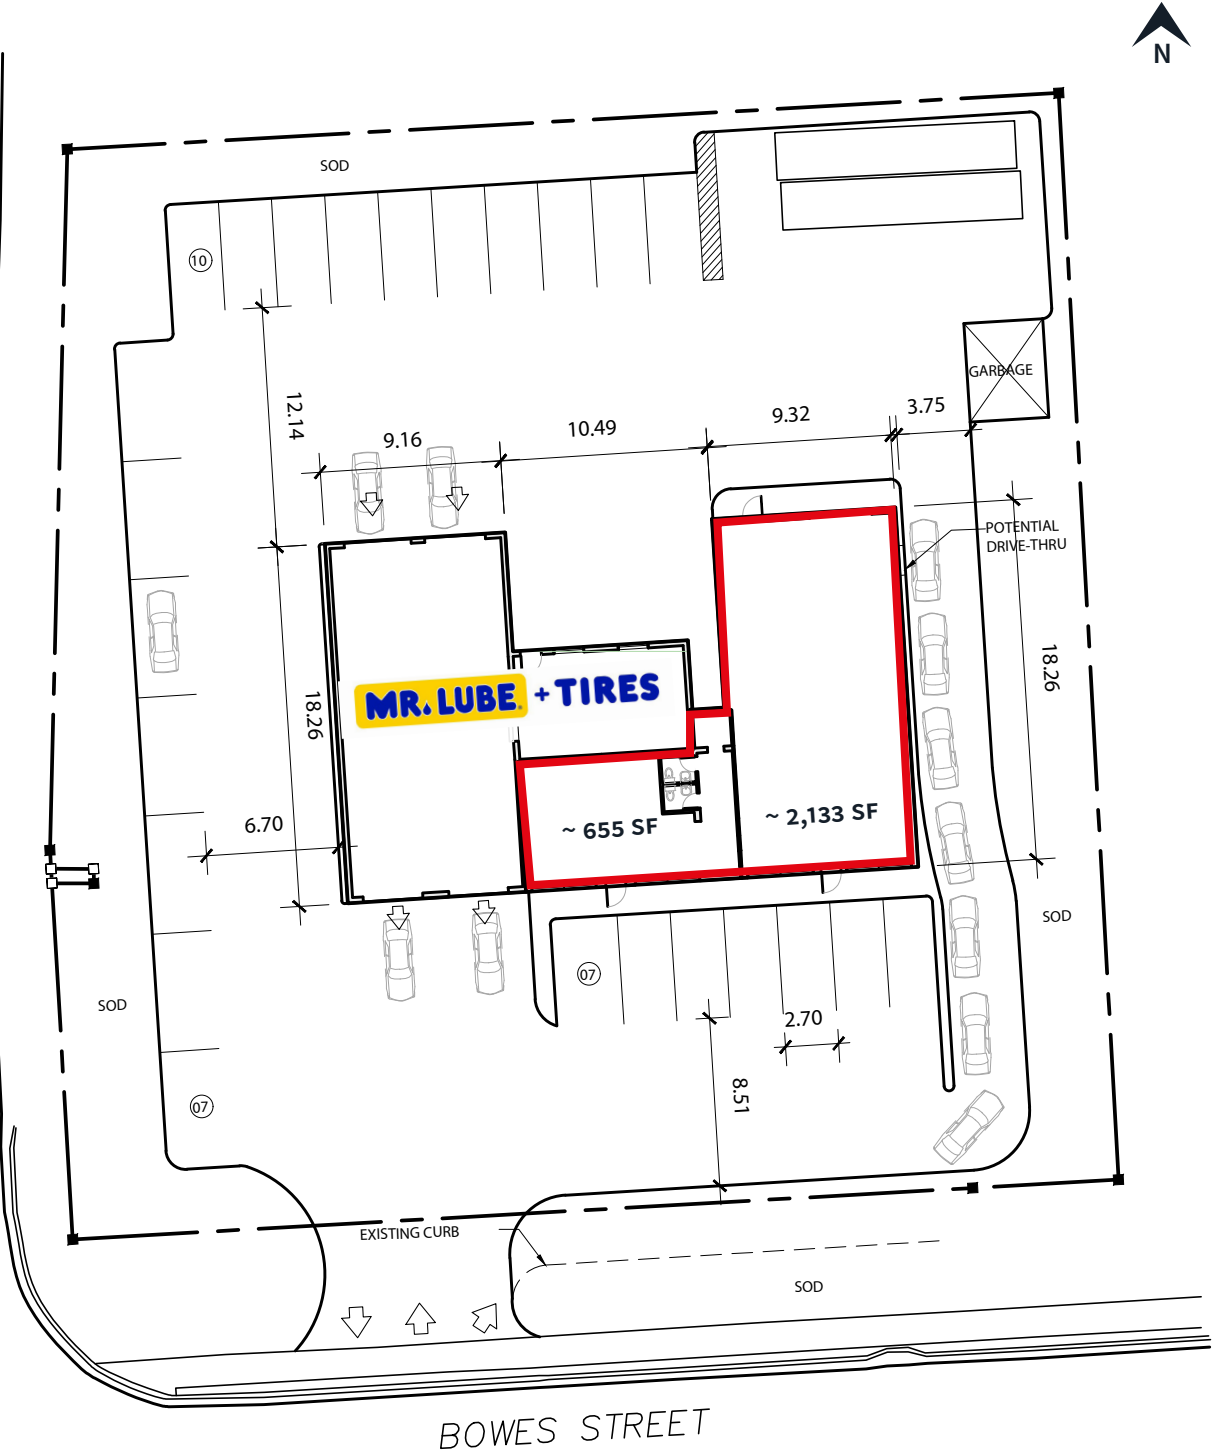 N
SOD
10
GARBAGE
12.14
9.16
10.49
9.32
3.75
POTENTIAL
DRIVE-THRU
18.26
18.26
MR. LUBE + TIRES
6.70
~ 655 SF
~ 2,133 SF
SOD
07
SOD
2.70
8.51
07
EXISTING CURB
SOD
BOWES STREET